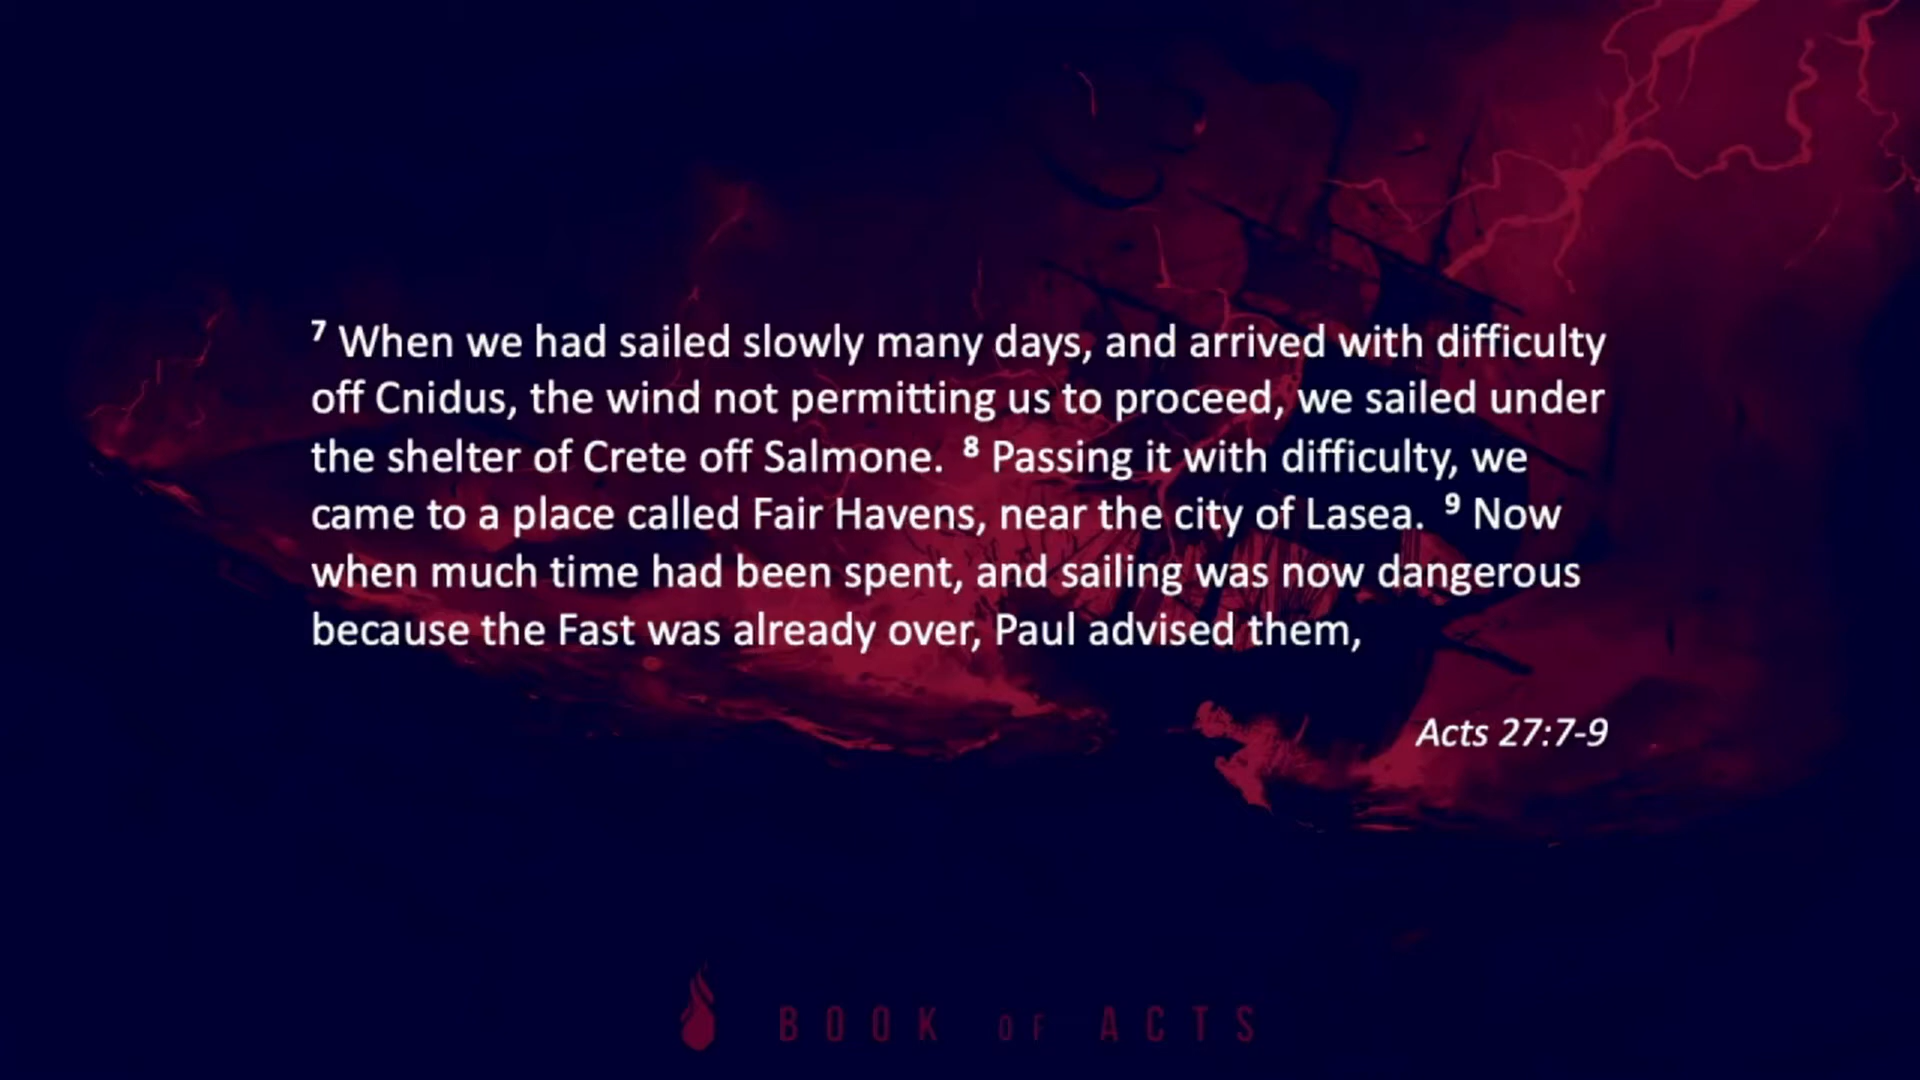 ⁷ When we had sailed slowly many days, and arrived with difficulty
off Cnidus, the wind not permitting us to proceed, we sailed under
the shelter of Crete off Salmone. ⁸ Passing it with difficulty, we
came to a place called Fair Havens, near the city of Lasea. ⁹ Now
when much time had been spent, and sailing was now dangerous
because the Fast was already over, Paul advised them,
Acts 27:7-9
BOOK OF ACTS